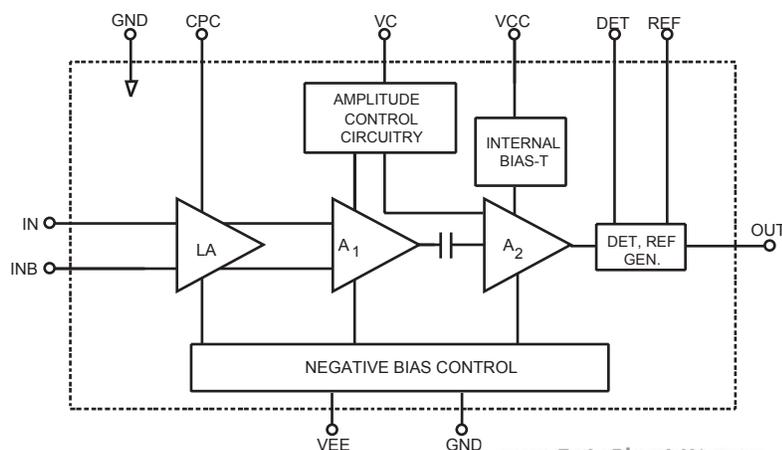 GND
CPC
VC
VCC
DET
REF
AMPLITUDE
CONTROL
CIRCUITRY
INTERNAL
BIAS-T
IN
INB
LA
A1
A2
DET, REF
GEN.
OUT
NEGATIVE BIAS CONTROL
VEE
GND